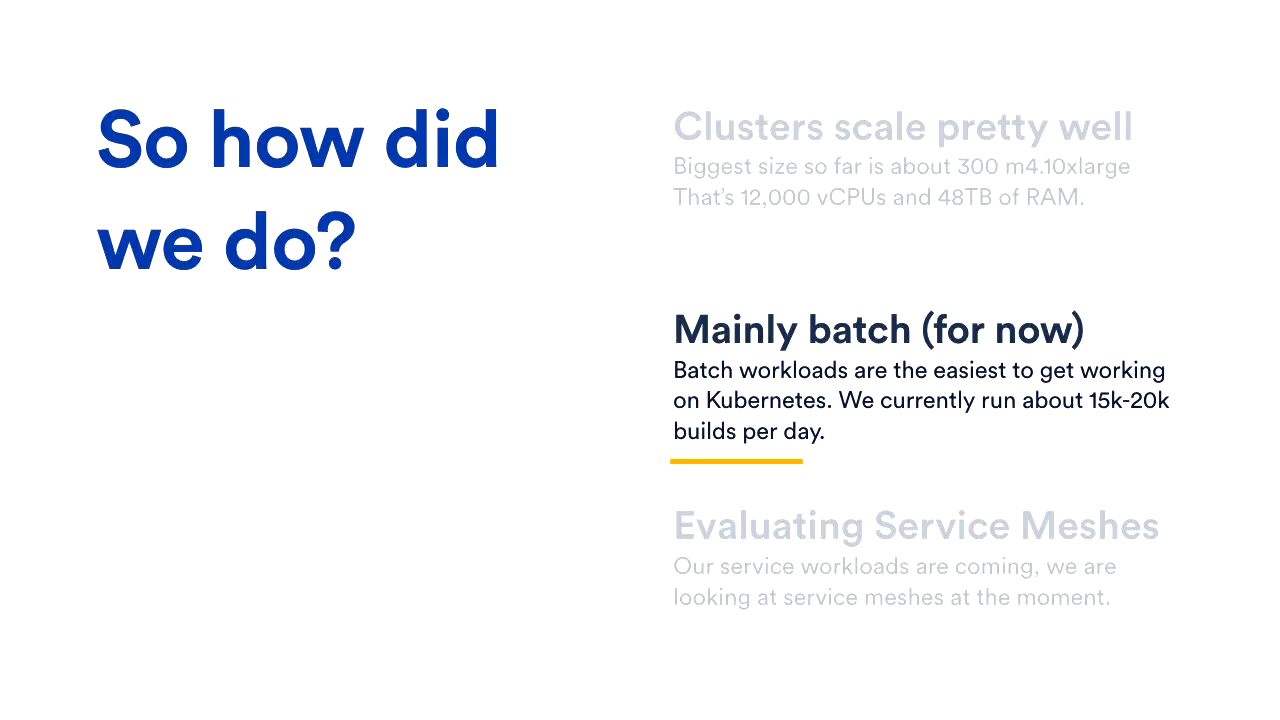 So how did
we do?
Clusters scale pretty well
Biggest size so far is about 300 m4.10xlarge
That's 12,000 vCPUs and 48TB of RAM.
Mainly batch (for now)
Batch workloads are the easiest to get working
on Kubernetes. We currently run about 15k-20k
builds per day.
Evaluating Service Meshes
Our service workloads are coming, we are
looking at service meshes at the moment.